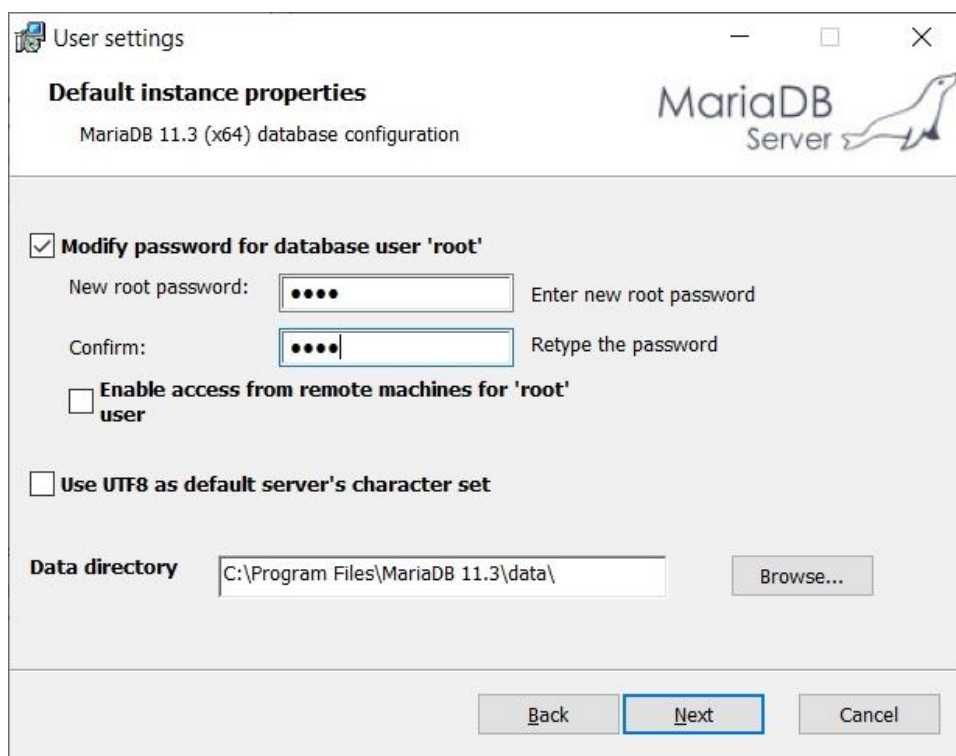 User settings
Default instance properties
MariaDB 11.3 (x64) database configuration
MariaDB
Server
Modify password for database user 'root'
New root password: •••• Enter new root password
Confirm: •••• Retype the password
Enable access from remote machines for 'root'
user
Use UTF8 as default server's character set
Data directory C:\Program Files\MariaDB 11.3\data\ Browse...
Back Next Cancel